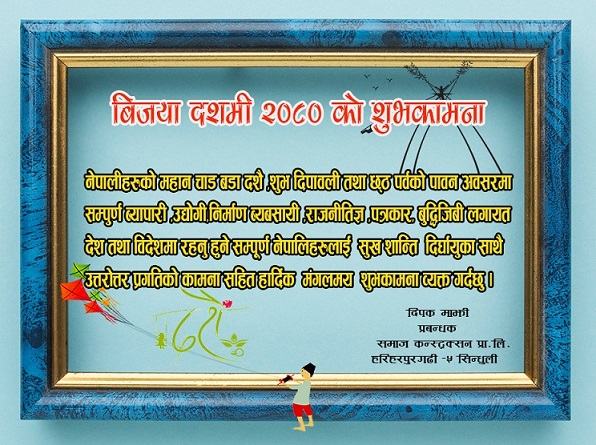 बिजया दशमी २०८० को शुभकामना
नेपालीहरुको महान चाड बडा दशै ,शुभ दिपावली तथा छठ पर्वको पावन अवसरमा
सम्पुर्ण ब्यापारी ,उद्योगी,निर्माण ब्यबसायी ,राजनीतिज्ञ ,पत्रकार, बुद्धिजिबी लगायत
देश तथा विदेशमा रहनु हुने सम्पूर्ण नेपालिहरुलाई सुख शान्ति दिर्घायुका साथै
उत्तरोत्तर प्रगतिको कामना सहित हार्दिक मंगलमय शुभकामना व्यक्त गर्दछु ।
दशैं
दिपक माझी
प्रबन्धक
समाज कन्स्ट्रक्सन प्रा.लि.
हरिहरपुरगढी -५ सिन्धुली